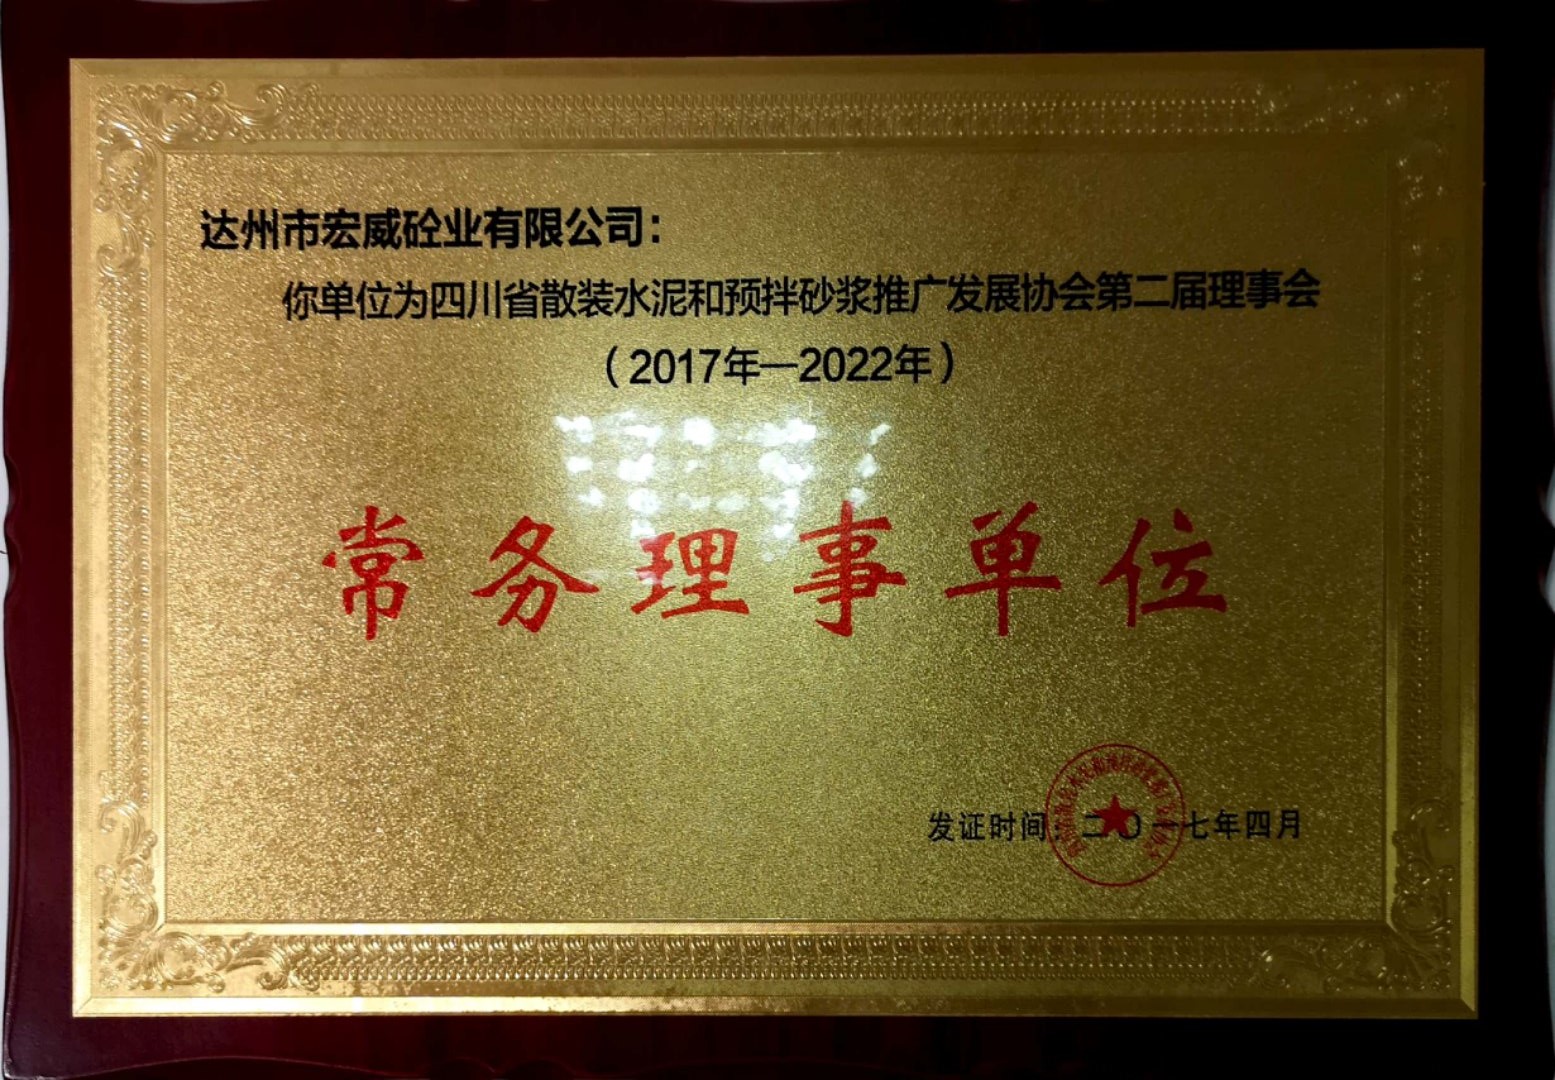 达州市宏威砼业有限公司：
你单位为四川省散装水泥和预拌砂浆推广发展协会第二届理事会
（2017年—2022年）
常务理事单位
发证时间：二〇一七年四月